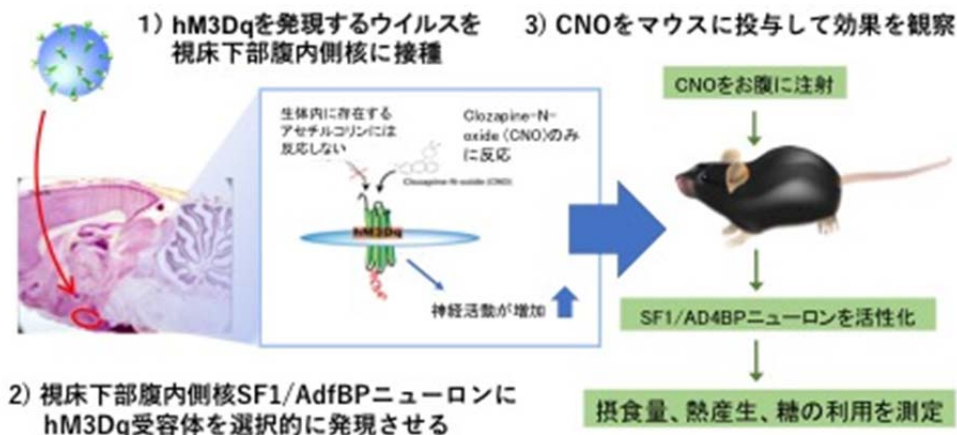 1) hM3Dqを発現するウイルスを
視床下部腹内側核に接種
生体内に存在する
アセチルコリンには
反応しない
Clozapine-N-
oxide (CNO)のみ
に反応
Clozapine-N-oxide (CNO)
hM3Dq
神経活動が増加
2) 視床下部腹内側核SF1/AdfBPニューロンに
hM3Dq受容体を選択的に発現させる
3) CNOをマウスに投与して効果を観察
CNOをお腹に注射
SF1/AD4BPニューロンを活性化
摂食量、熱産生、糖の利用を測定